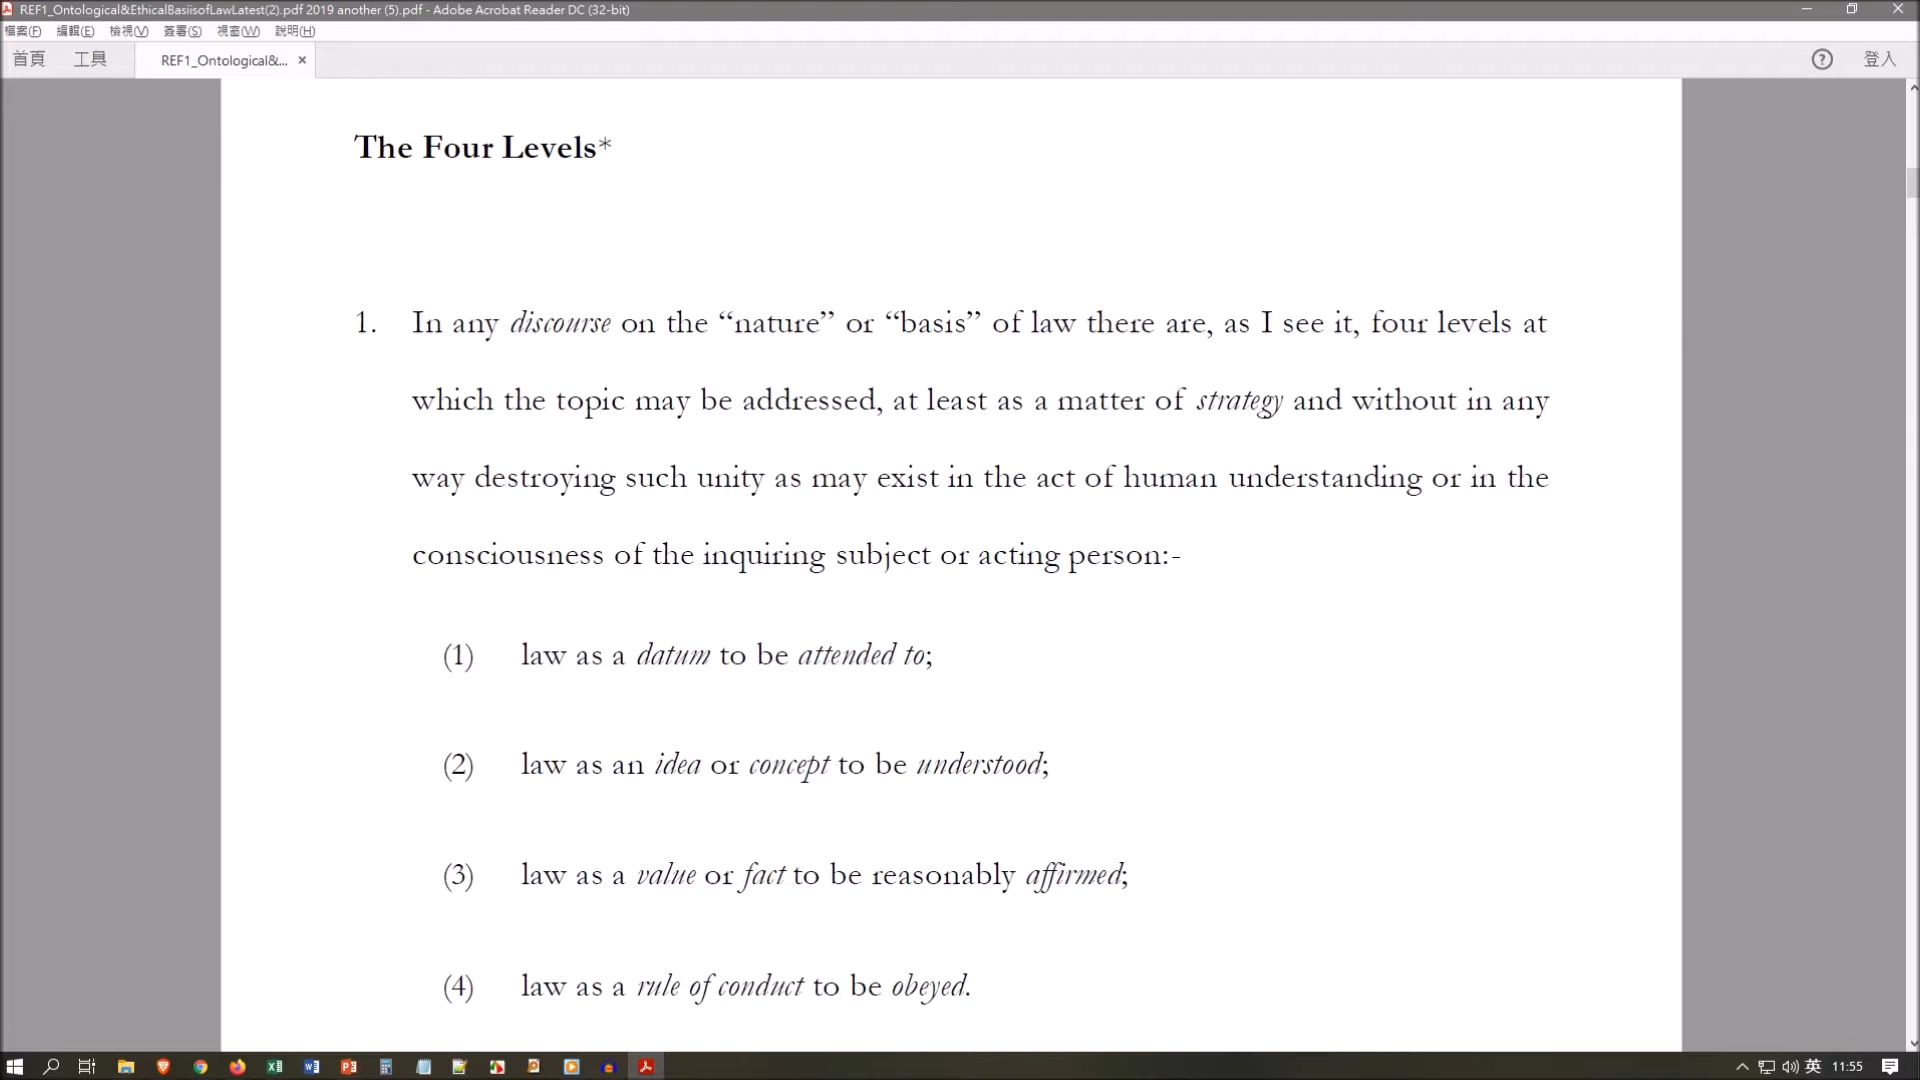 REF1_Ontological&EthicalBasiisofLawLatest(2).pdf 2019 another (5).pdf - Adobe Acrobat Reader DC (32-bit)
檔案(F) 編輯(E) 檢視(V) 簽署(S) 視窗(W) 說明(H)
首頁 工具 REF1_Ontological&... × ? 登入
The Four Levels*
1. In any discourse on the “nature” or “basis” of law there are, as I see it, four levels at
which the topic may be addressed, at least as a matter of strategy and without in any
way destroying such unity as may exist in the act of human understanding or in the
consciousness of the inquiring subject or acting person:-
(1) law as a datum to be attended to;
(2) law as an idea or concept to be understood;
(3) law as a value or fact to be reasonably affirmed;
(4) law as a rule of conduct to be obeyed.
英 11:55